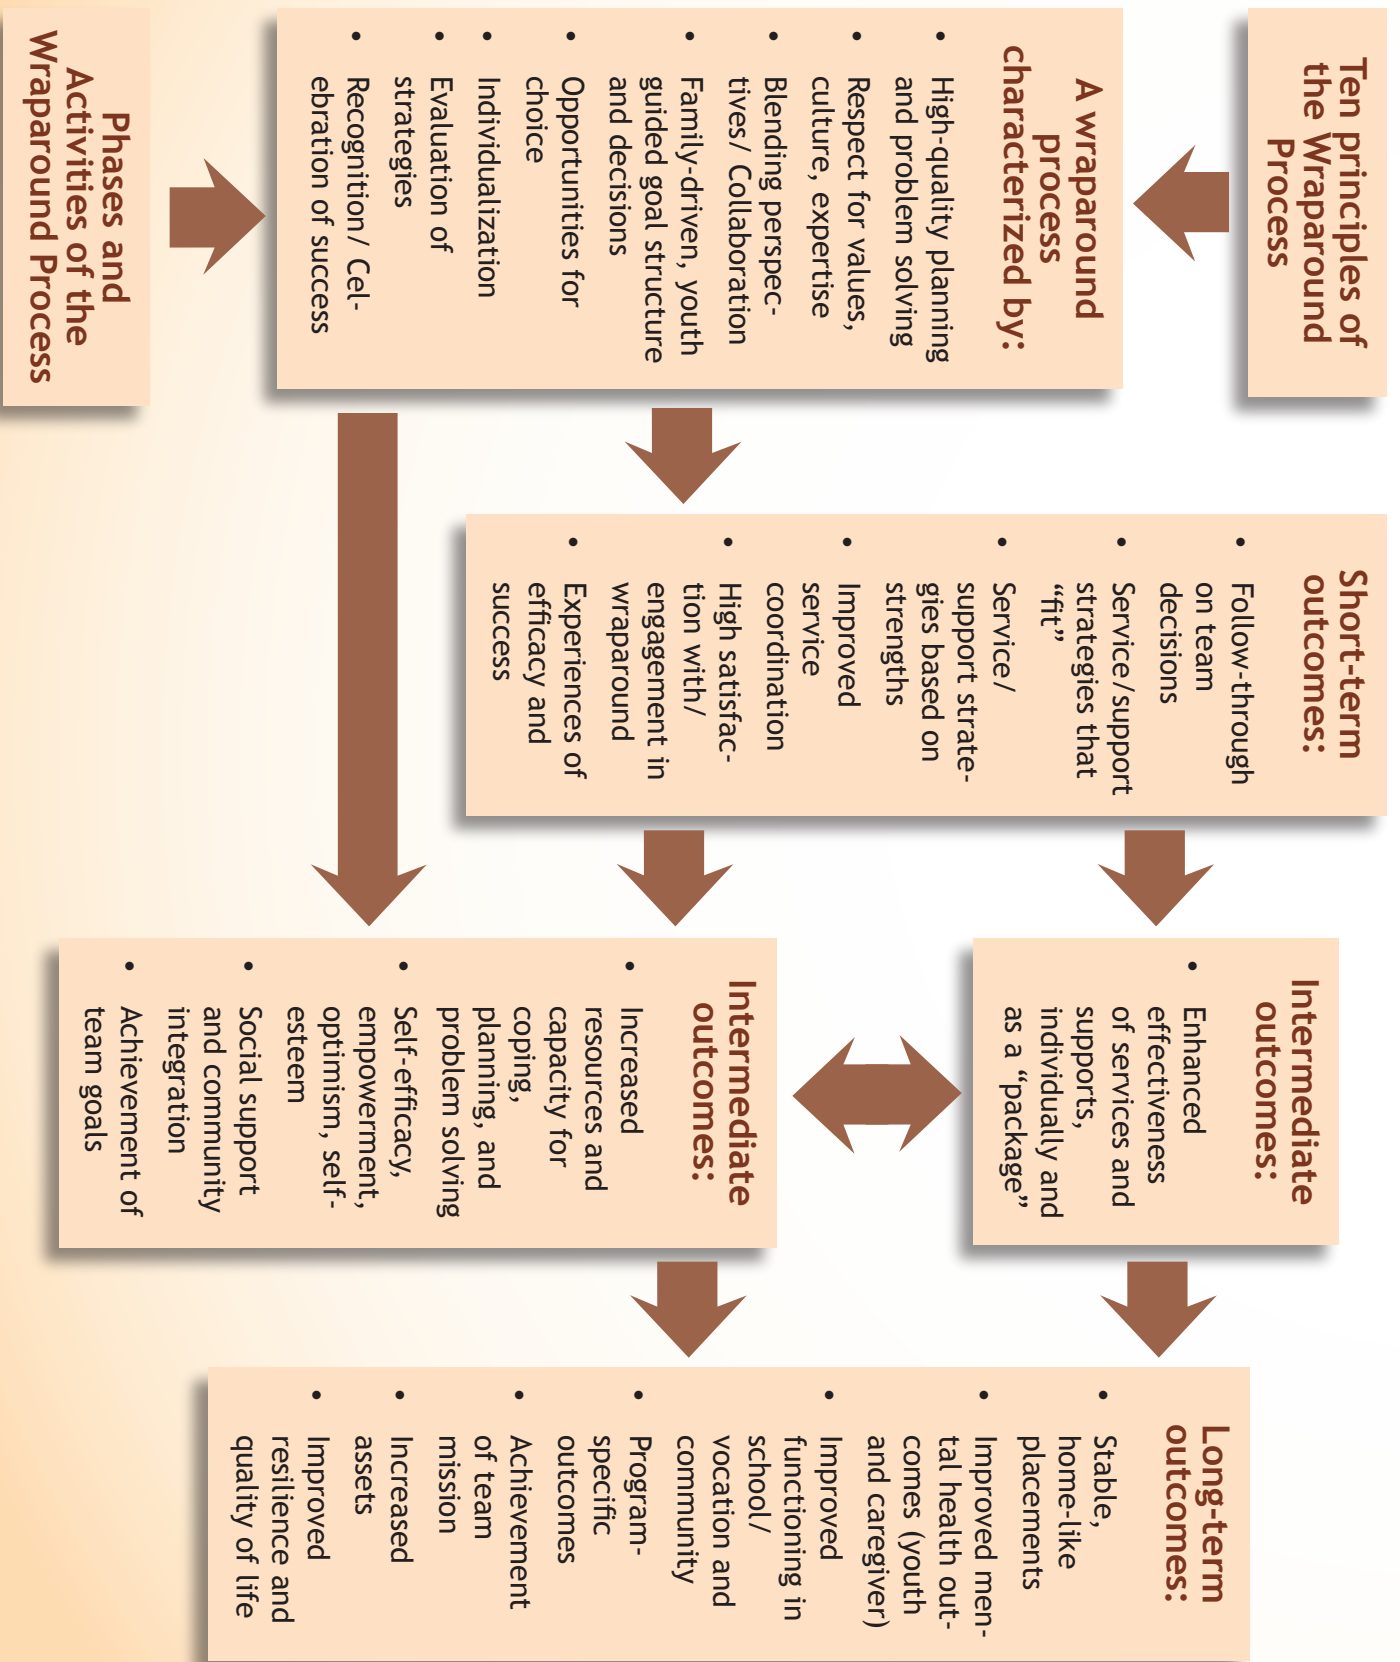 Ten principles of
the Wraparound
Process
A wraparound
process
characterized by:
• High-quality planning
and problem solving
• Respect for values,
culture, expertise
• Blending perspec-
tives/ Collaboration
• Family-driven, youth
guided goal structure
and decisions
• Opportunities for
choice
• Individualization
• Evaluation of
strategies
• Recognition/ Cel-
ebration of success
Phases and
Activities of the
Wraparound Process
Short-term
outcomes:
• Follow-through
on team
decisions
• Service/support
strategies that
“fit”
• Service/
support strate-
gies based on
strengths
• Improved
service
coordination
• High satisfac-
tion with/
engagement in
wraparound
• Experiences of
efficacy and
success
Intermediate
outcomes:
• Enhanced
effectiveness
of services and
supports,
individually and
as a “package”
Intermediate
outcomes:
• Increased
resources and
capacity for
coping,
planning, and
problem solving
• Self-efficacy,
empowerment,
optimism, self-
esteem
• Social support
and community
integration
• Achievement of
team goals
Long-term
outcomes:
• Stable,
home-like
placements
• Improved men-
tal health out-
comes (youth
and caregiver)
• Improved
functioning in
school/
vocation and
community
• Program-
specific
outcomes
• Achievement
of team
mission
• Increased
assets
• Improved
resilience and
quality of life